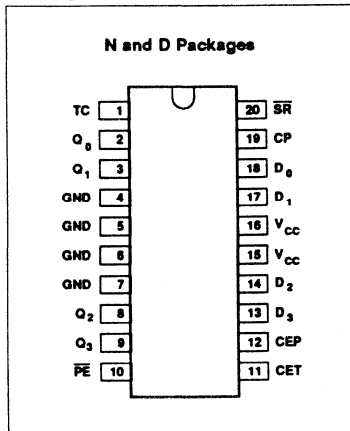 N and D Packages
TC 1 20 S̅R̅ 
Q0 2 19 CP
Q1 3 18 D0
GND 4 17 D1
GND 5 16 VCC
GND 6 15 VCC
GND 7 14 D2
Q2 8 13 D3
Q3 9 12 CEP
P̅E̅ 10 11 CET